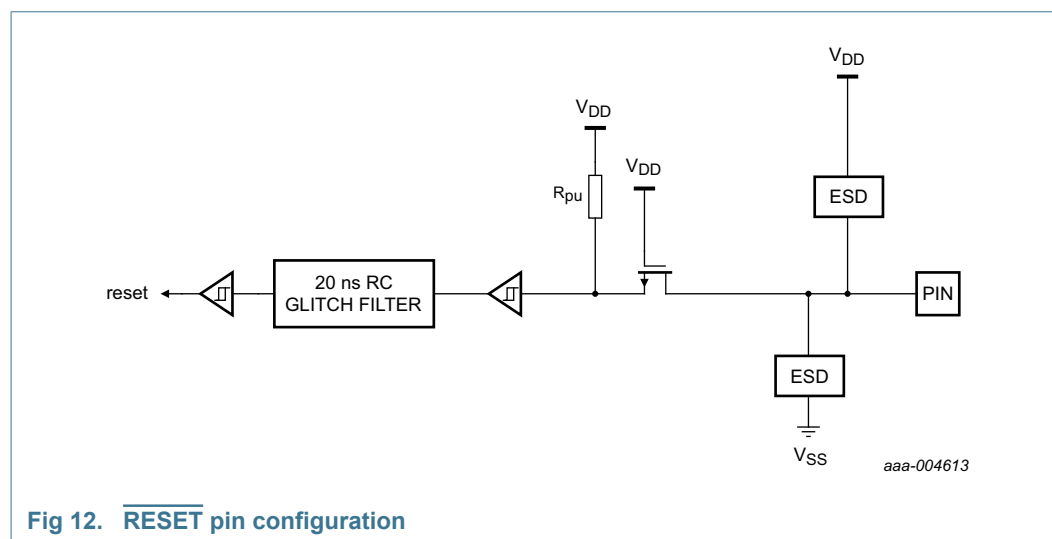 VDD
VDD
VDD
Rpu
ESD
reset
20 ns RC
GLITCH FILTER
PIN
ESD
VSS
aaa-004613
Fig 12. RESET pin configuration